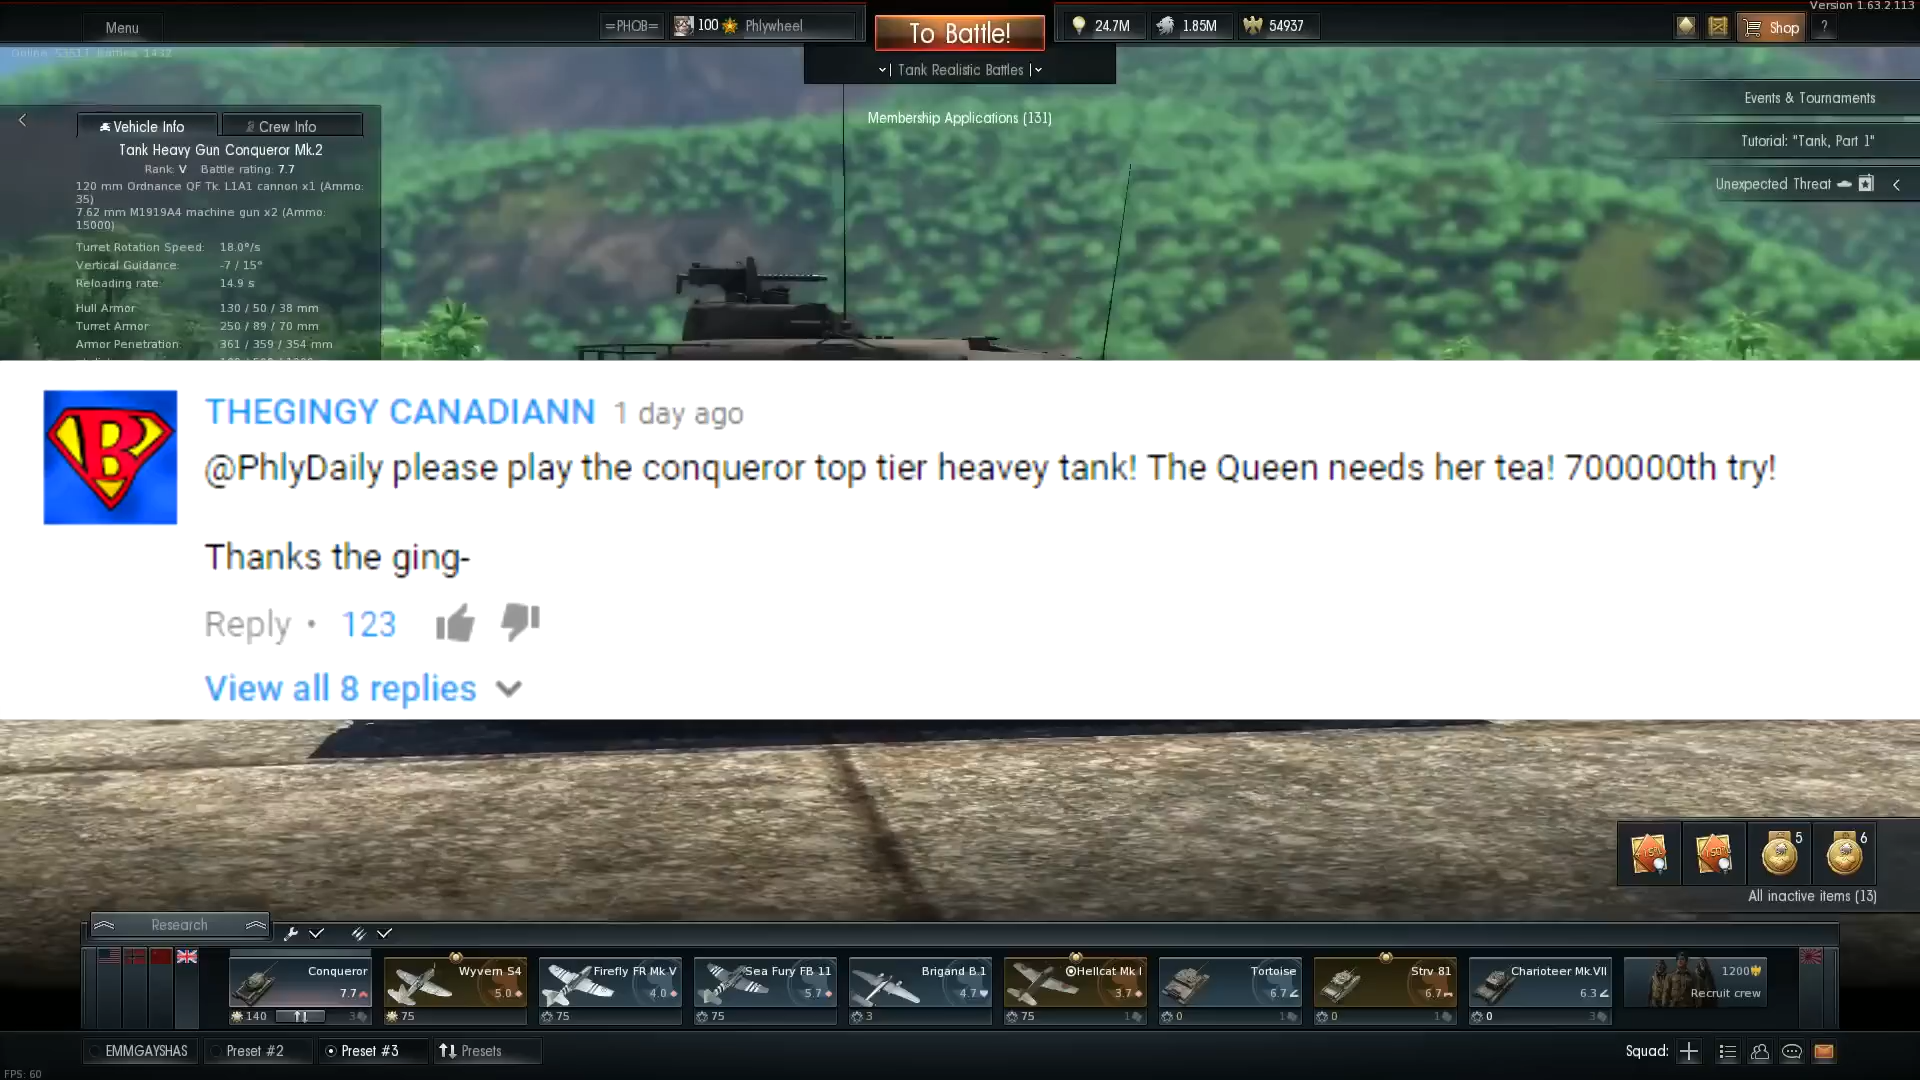 Version 1.63.2.113
Menu
=PHOB=
100
Phlywheel
To Battle!
24.7M
1.85M
54937
Shop
?
Tank Realistic Battles
Membership Applications (131)
Events & Tournaments
Tutorial: "Tank, Part 1"
Unexpected Threat
Vehicle Info
Crew Info
Tank Heavy Gun Conqueror Mk.2
Rank: V Battle rating: 7.7
120 mm Ordnance QF Tk. L1A1 cannon x1 (Ammo:
35)
7.62 mm M1919A4 machine gun x2 (Ammo:
15000)
Turret Rotation Speed: 18.0°/s
Vertical Guidance: -7 / 15°
Reloading rate: 14.9 s
Hull Armor 130 / 50 / 38 mm
Turret Armor 250 / 89 / 70 mm
Armor Penetration: 361 / 359 / 354 mm
THEGINGY CANADIANN 1 day ago
@PhlyDaily please play the conqueror top tier heavey tank! The Queen needs her tea! 700000th try!
Thanks the ging-
Reply • 123
View all 8 replies
5
6
All inactive items (13)
Research
Conqueror
7.7
140
3
Wyvern S4
5.0
75
Firefly FR Mk V
4.0
75
Sea Fury FB 11
5.7
75
Brigand B.1
4.7
3
Hellcat Mk I
3.7
75
1
Tortoise
6.7
0
1
Strv 81
6.7
0
1
Charioteer Mk.VII
6.3
0
3
1200
Recruit crew
EMMGAYSHAS
Preset #2
Preset #3
Presets
Squad:
FPS: 60